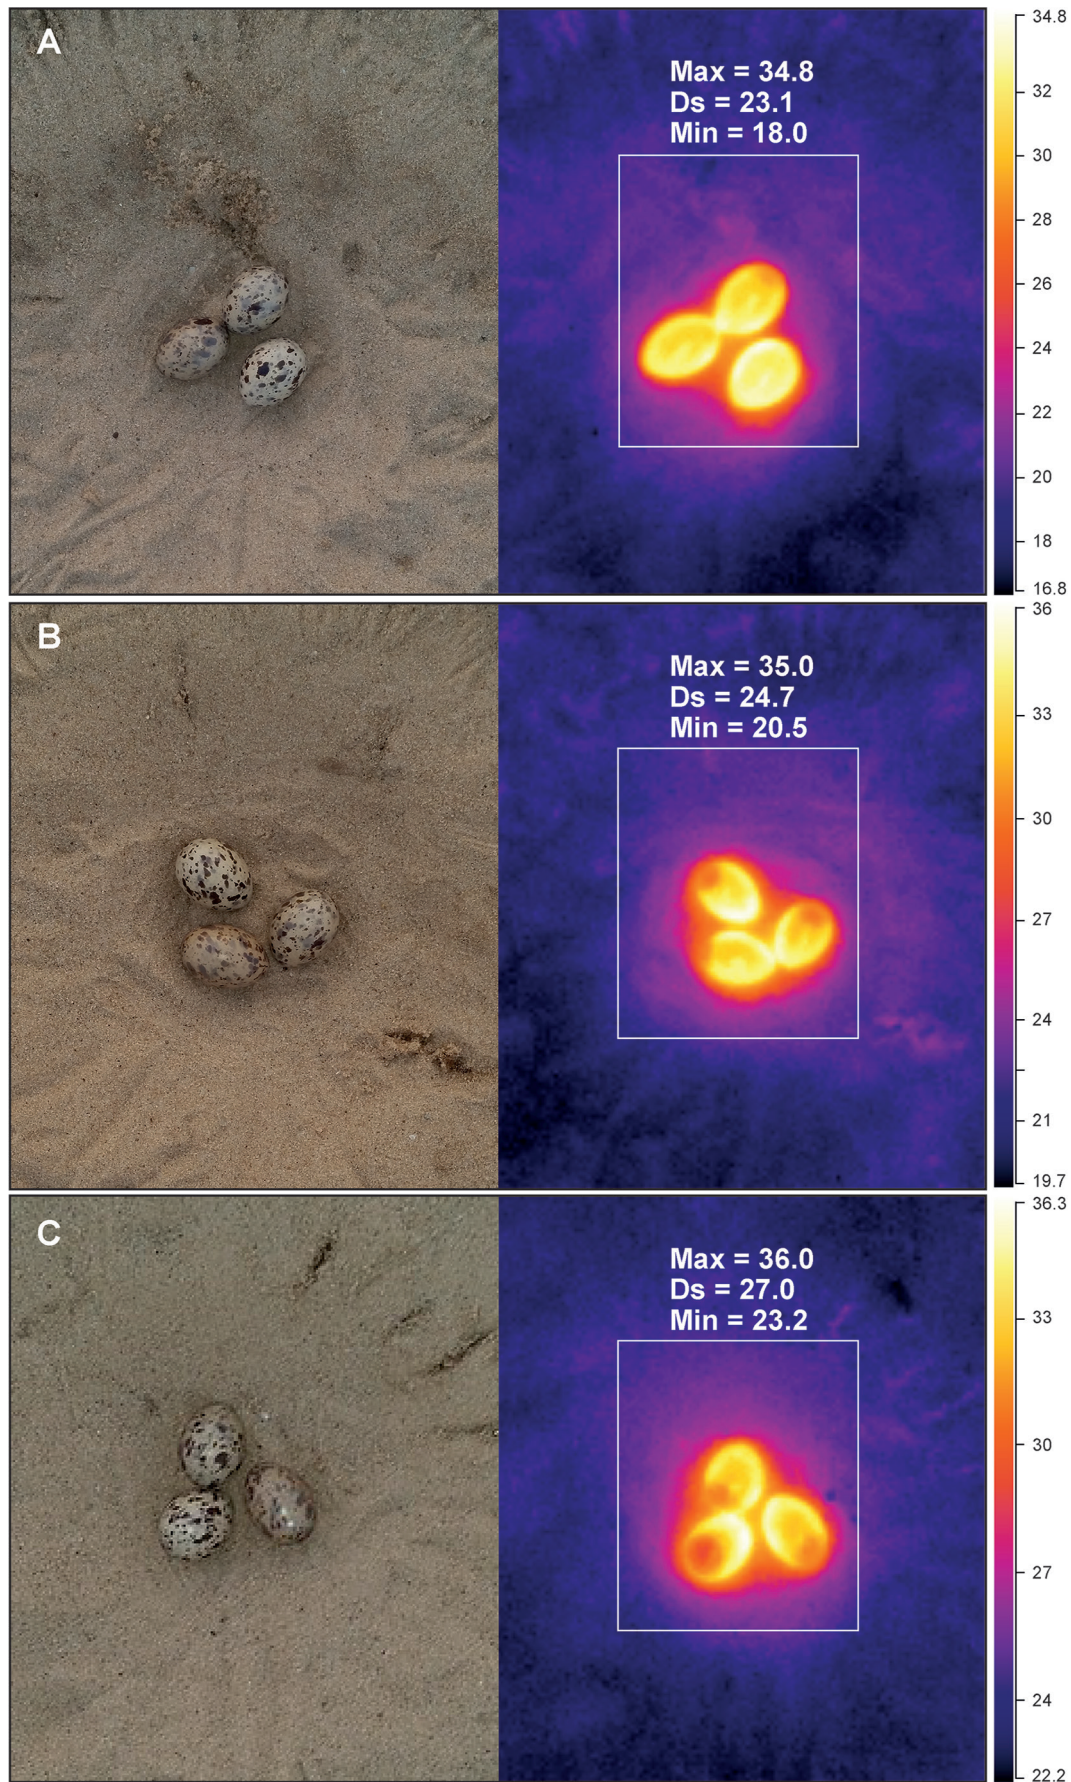 A
Max = 34.8
Ds = 23.1
Min = 18.0
34.8
32
30
28
26
24
22
20
18
16.8
B
Max = 35.0
Ds = 24.7
Min = 20.5
36
33
30
27
24
21
19.7
C
Max = 36.0
Ds = 27.0
Min = 23.2
36.3
33
30
27
24
22.2